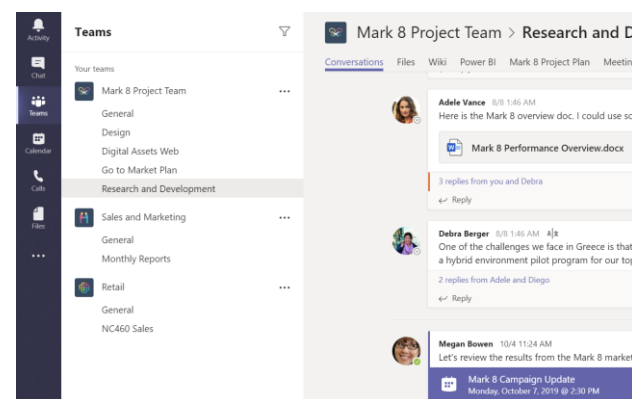 Activity
Chat
Teams
Calendar
Calls
Files
Teams
Your teams
Mark 8 Project Team
General
Design
Digital Assets Web
Go to Market Plan
Research and Development
Sales and Marketing
General
Monthly Reports
Retail
General
NC460 Sales
Mark 8 Project Team > Research and D
Conversations Files Wiki Power BI Mark 8 Project Plan Meetin
Adele Vance 8/8 1:46 AM
Here is the Mark 8 overview doc. I could use so
Mark 8 Performance Overview.docx
3 replies from you and Debra
Reply
Debra Berger 8/8 1:46 AM
One of the challenges we face in Greece is that
a hybrid environment pilot program for our top
2 replies from Adele and Diego
Reply
Megan Bowen 10/4 11:24 AM
Let's review the results from the Mark 8 market
Mark 8 Campaign Update
Monday, October 7, 2019 @ 2:30 PM